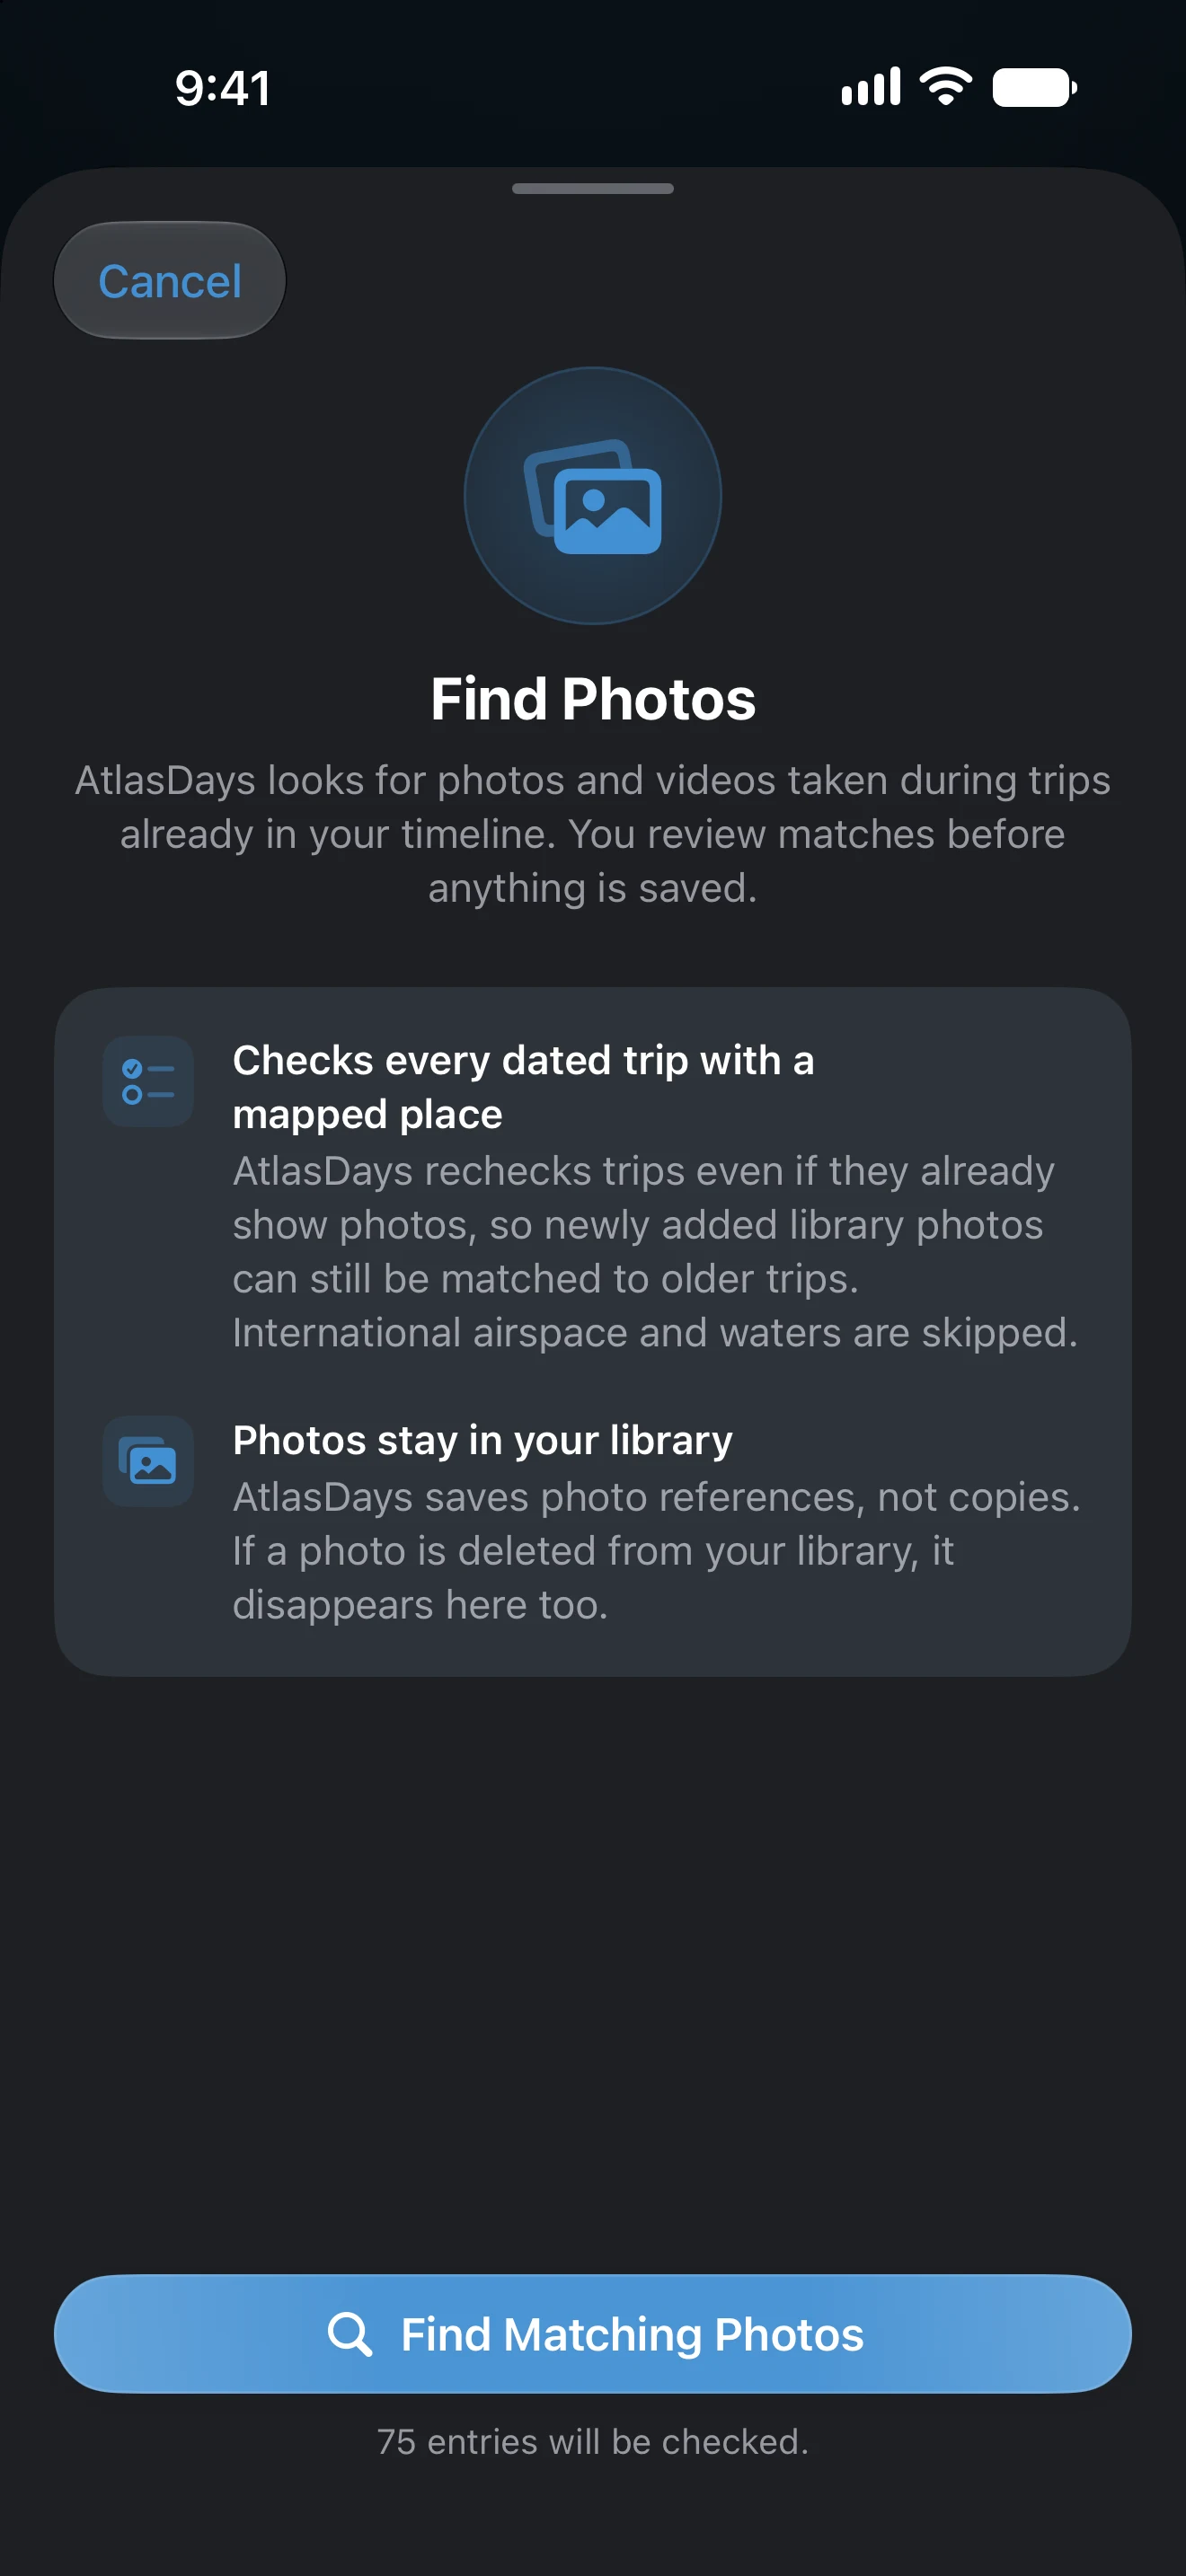 9:41
Cancel
Find Photos
AtlasDays looks for photos and videos taken during trips
already in your timeline. You review matches before
anything is saved.
Checks every dated trip with a
mapped place
AtlasDays rechecks trips even if they already
show photos, so newly added library photos
can still be matched to older trips.
International airspace and waters are skipped.
Photos stay in your library
AtlasDays saves photo references, not copies.
If a photo is deleted from your library, it
disappears here too.
Find Matching Photos
75 entries will be checked.